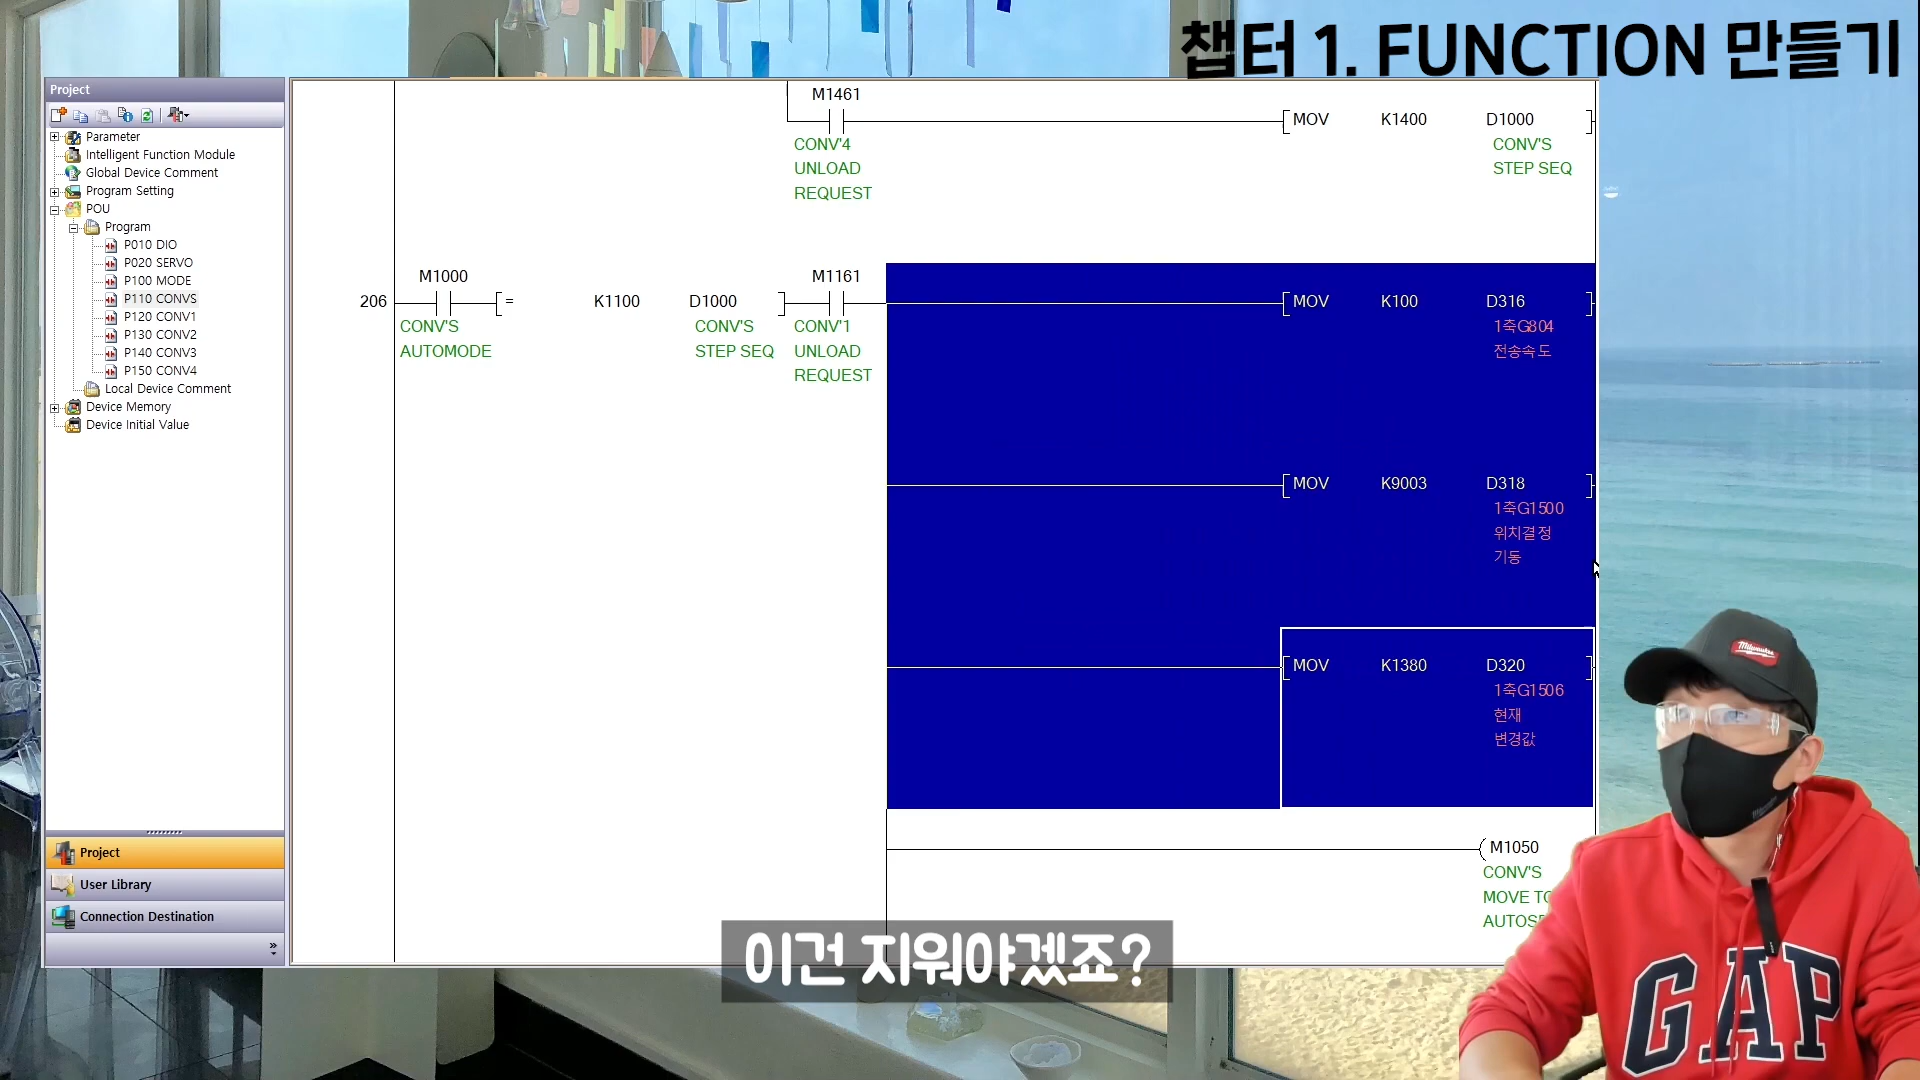 챕터 1. FUNCTION 만들기
Project
Parameter
Intelligent Function Module
Global Device Comment
Program Setting
POU
Program
P010 DIO
P020 SERVO
P100 MODE
P110 CONVS
P120 CONV1
P130 CONV2
P140 CONV3
P150 CONV4
Local Device Comment
Device Memory
Device Initial Value
Project
User Library
Connection Destination
M1461
MOV K1400 D1000
CONV'4 CONV'S
UNLOAD STEP SEQ
REQUEST
M1000 M1161
206 = K1100 D1000 MOV K100 D316
CONV'S CONV'S CONV'1 1축G804
AUTOMODE STEP SEQ UNLOAD 전송속도
REQUEST
MOV K9003 D318
1축G1500
위치결정
기동
MOV K1380 D320
1축G1506
현재
변경값
M1050
CONV'S
MOVE TO
이건 지워야겠죠?
Milwaukee
GAP